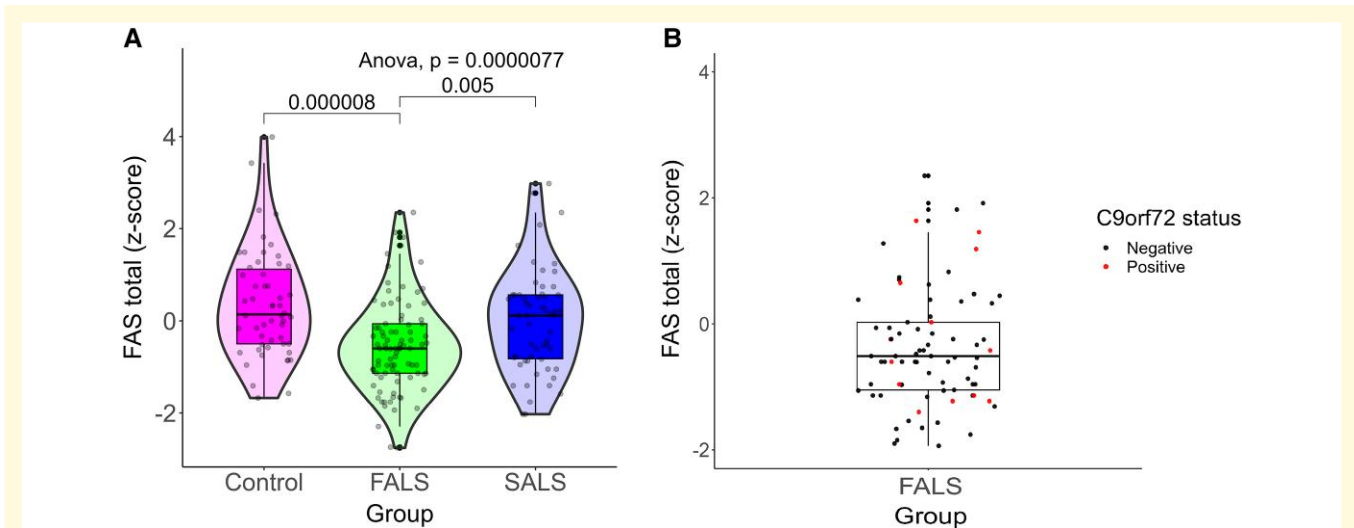 A
Anova, p = 0.0000077
0.000008
0.005
FAS total (z-score)
4
2
0
-2
Control
FALS
SALS
Group
B
FAS total (z-score)
4
2
0
-2
FALS
Group
C9orf72 status
Negative
Positive